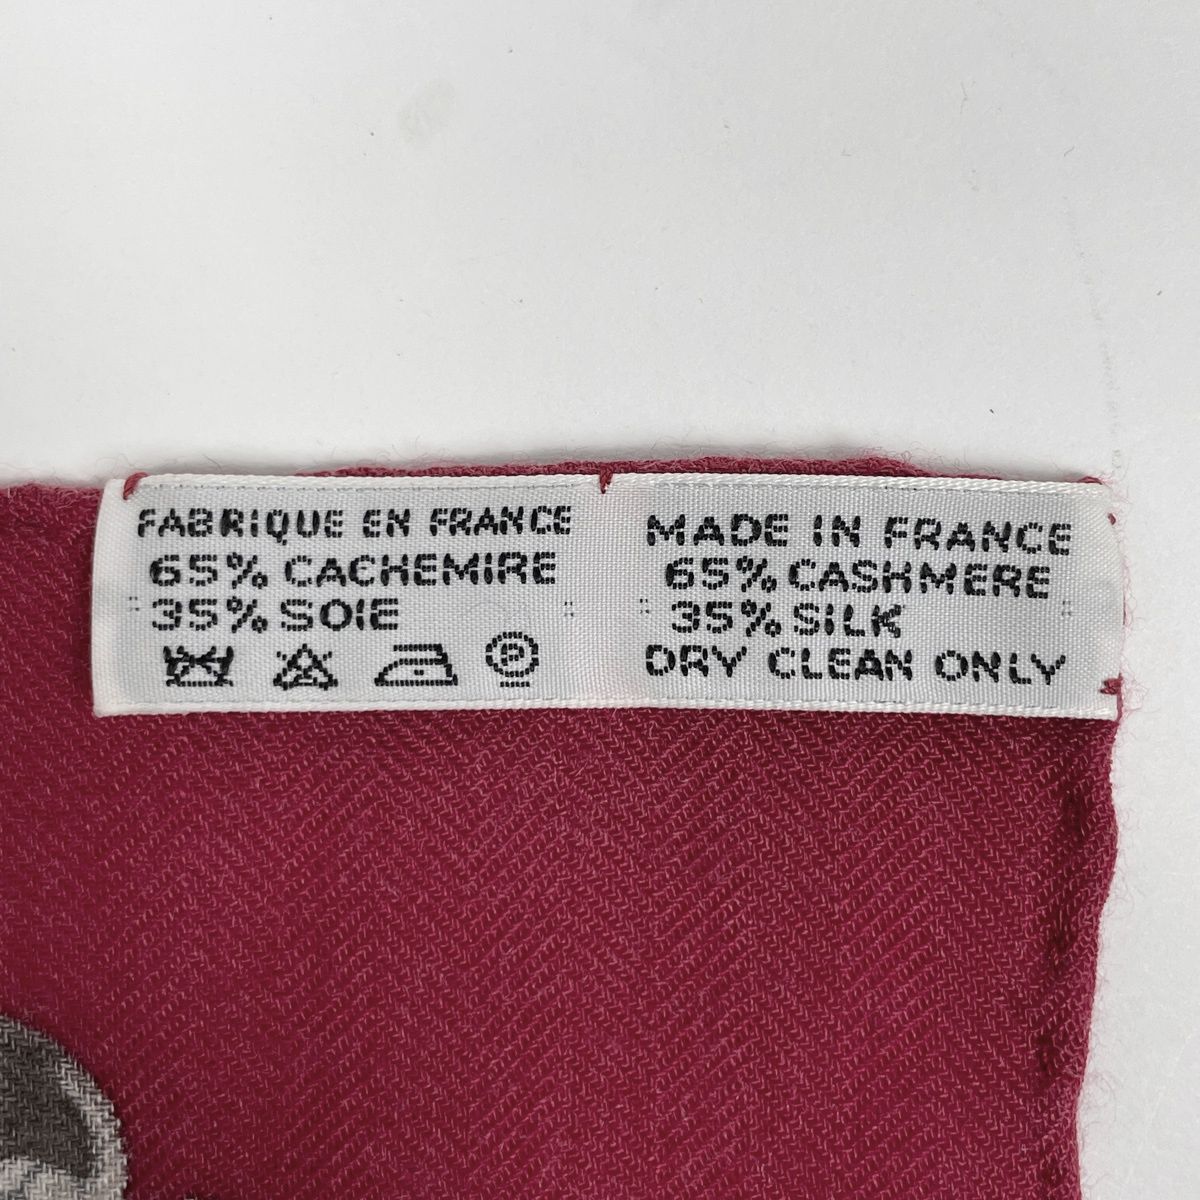 FABRIQUE EN FRANCE
65% CACHEMIRE
35% SOIE
P
MADE IN FRANCE
65% CASHMERE
35% SILK
DRY CLEAN ONLY